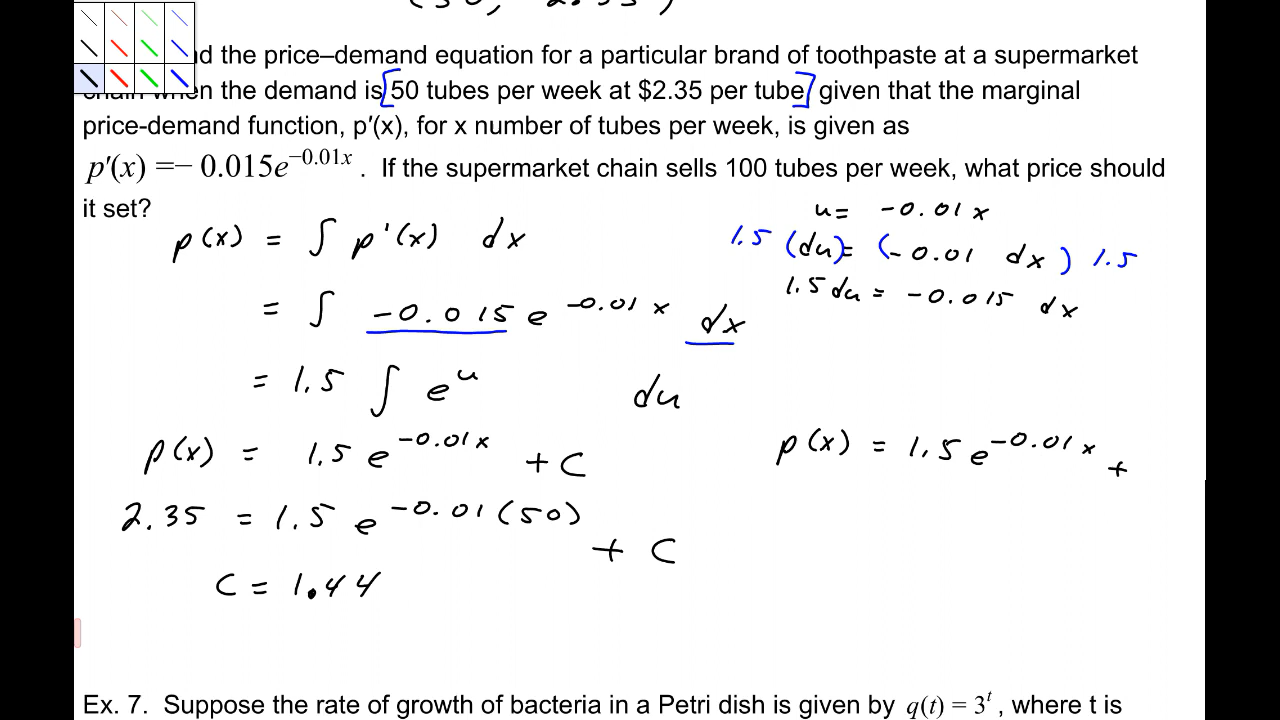 nd the price–demand equation for a particular brand of toothpaste at a supermarket
chain when the demand is [50 tubes per week at $2.35 per tube] given that the marginal
price-demand function, p′(x), for x number of tubes per week, is given as
p′(x) =− 0.015e^−0.01x . If the supermarket chain sells 100 tubes per week, what price should
it set?
p(x) = ∫ p'(x) dx
= ∫ -0.015 e^-0.01x dx
= 1.5 ∫ e^u du
p(x) = 1.5 e^-0.01x + C
2.35 = 1.5 e^-0.01(50) + C
C = 1.44
u = -0.01x
1.5 (du) = (-0.01 dx) 1.5
1.5 du = -0.015 dx
p(x) = 1.5 e^-0.01x +
Ex. 7. Suppose the rate of growth of bacteria in a Petri dish is given by q(t) = 3^t, where t is